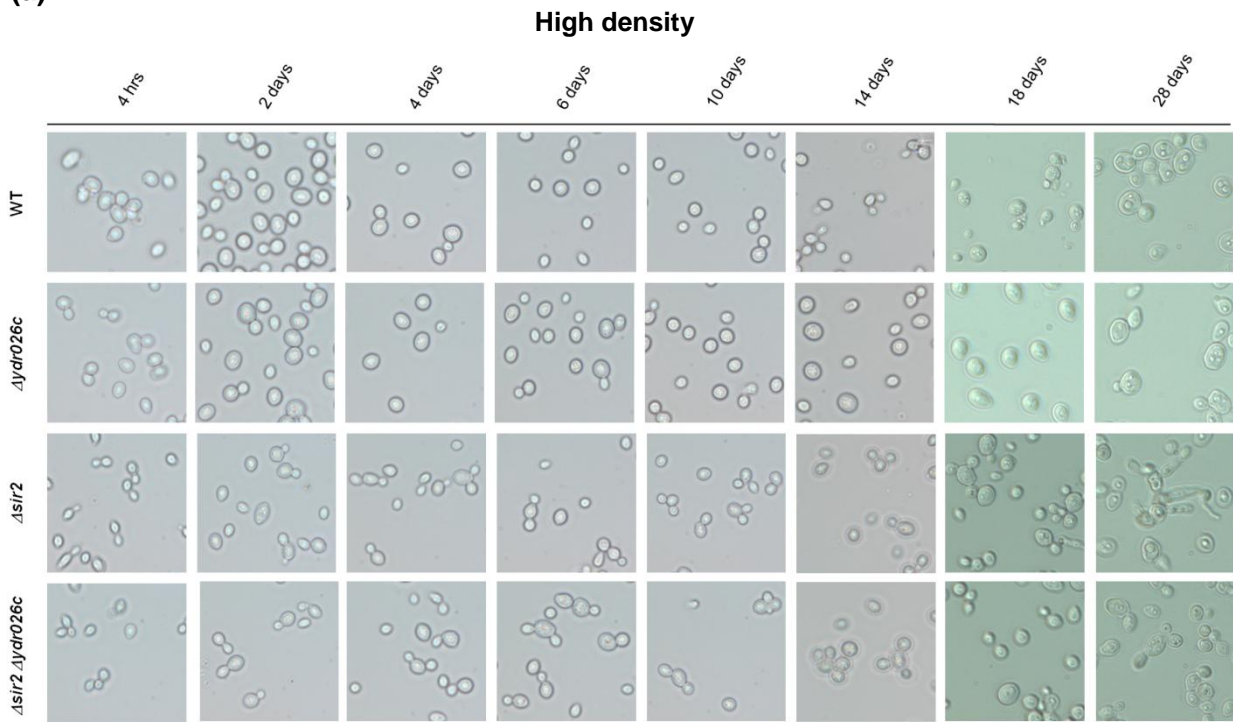 High density
4 hrs
2 days
4 days
6 days
10 days
14 days
18 days
28 days
WT
Δydr026c
Δsir2
Δsir2 Δydr026c